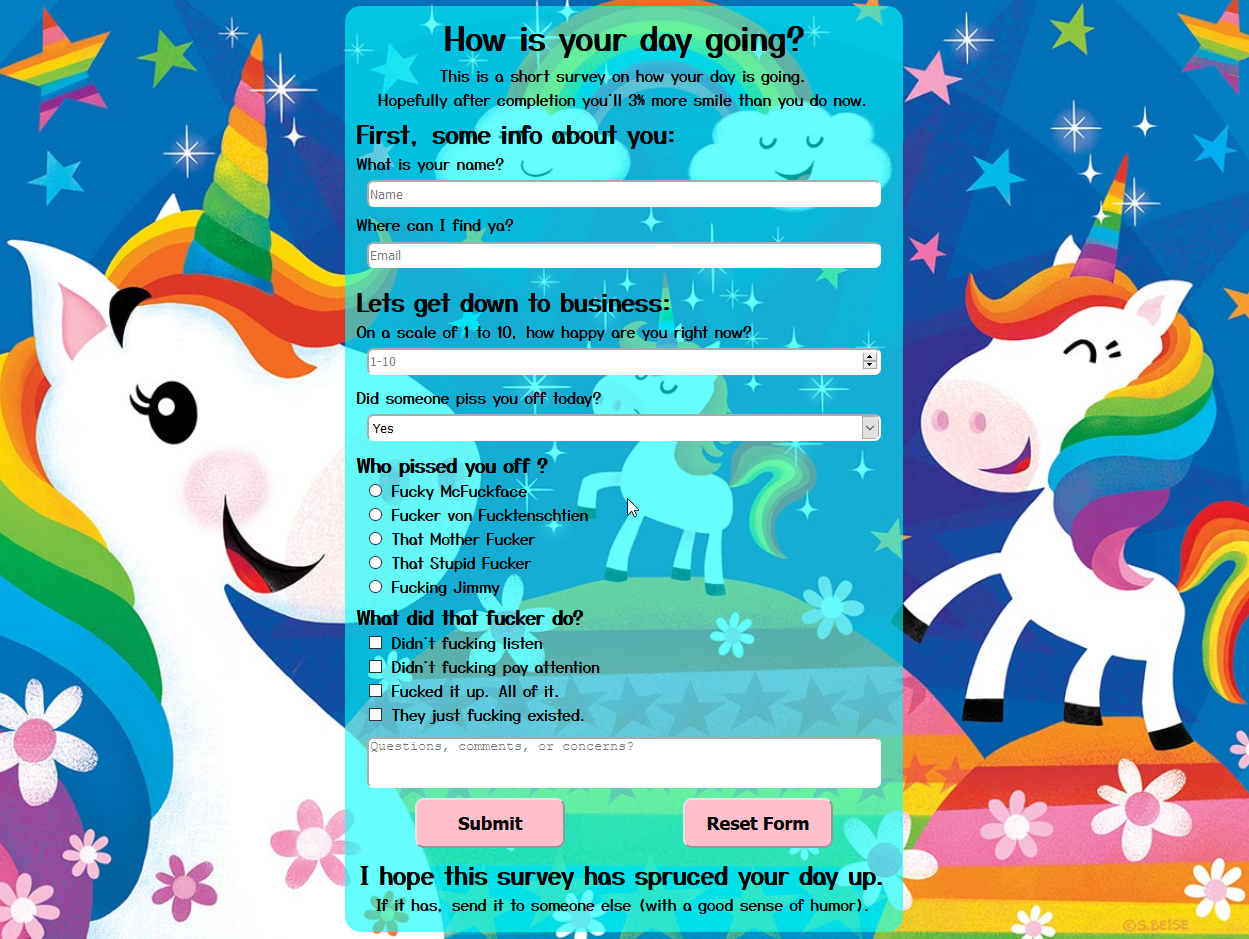 How is your day going?
This is a short survey on how your day is going.
Hopefully after completion you'll 3% more smile than you do now.
First, some info about you:
What is your name?
Name
Where can I find ya?
Email
Lets get down to business:
On a scale of 1 to 10, how happy are you right now?
1-10
Did someone piss you off today?
Yes
Who pissed you off ?
Fucky McFuckface
Fucker von Fucktenschtien
That Mother Fucker
That Stupid Fucker
Fucking Jimmy
What did that fucker do?
Didn't fucking listen
Didn't fucking pay attention
Fucked it up. All of it.
They just fucking existed.
Questions, comments, or concerns?
Submit
Reset Form
I hope this survey has spruced your day up.
If it has, send it to someone else (with a good sense of humor).
©S.BEISE